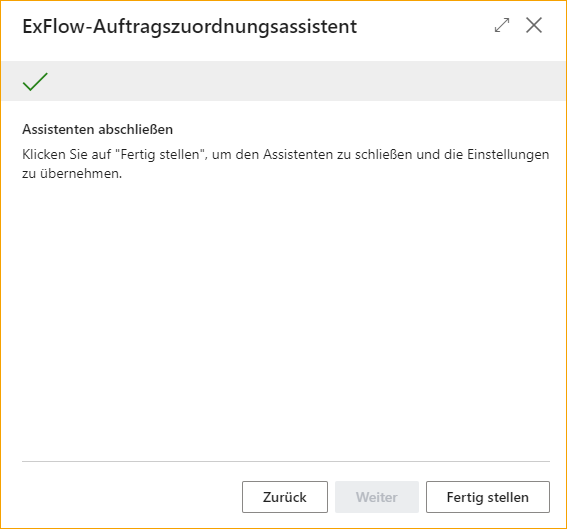 ExFlow-Auftragszuordnungsassistent
Assistenten abschließen
Klicken Sie auf "Fertig stellen", um den Assistenten zu schließen und die Einstellungen
zu übernehmen.
Zurück Weiter Fertig stellen